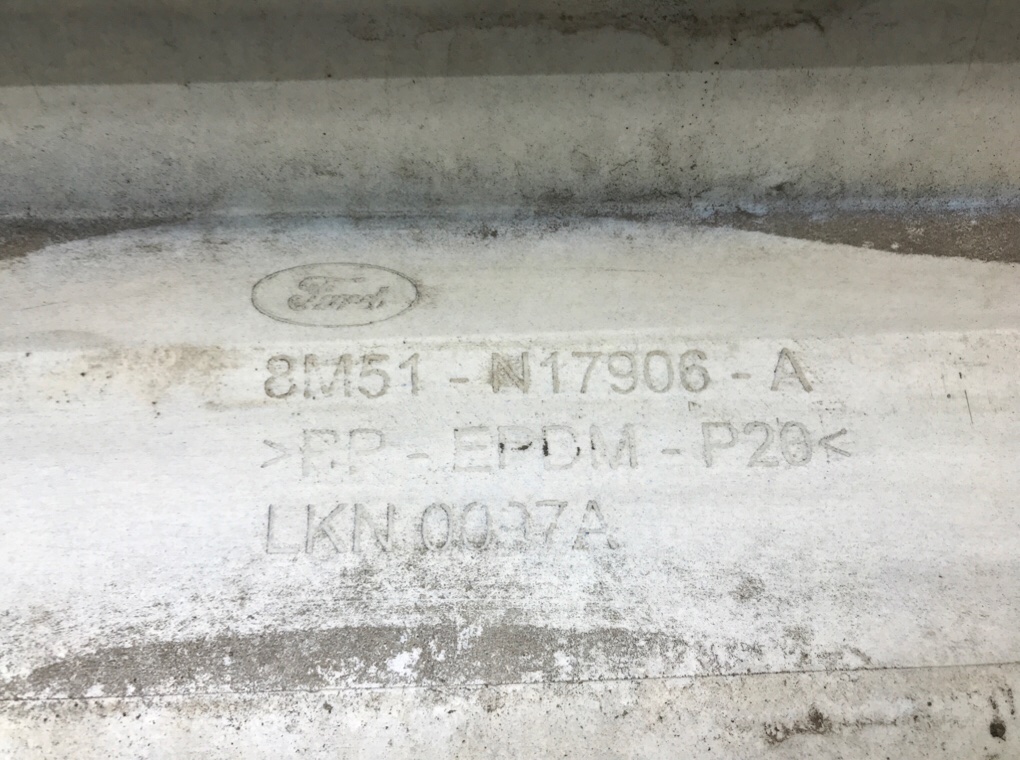 Ford
8M51 - N17906 - A
>PP - EPDM - P20<
LKN 0037A